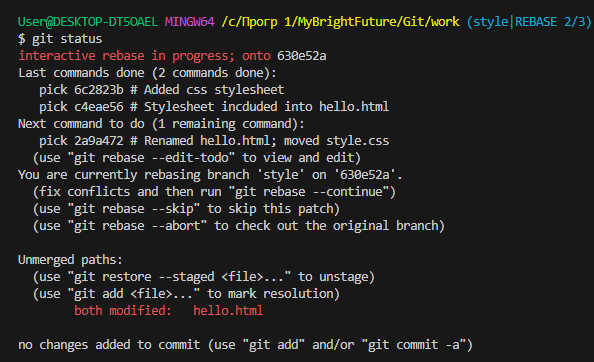 User@DESKTOP-DT5OAEL MINGW64 /c/Прогр 1/MyBrightFuture/Git/work (style|REBASE 2/3)
$ git status
interactive rebase in progress; onto 630e52a
Last commands done (2 commands done):
   pick 6c2823b # Added css stylesheet
   pick c4eae56 # Stylesheet incduded into hello.html
Next command to do (1 remaining command):
   pick 2a9a472 # Renamed hello.html; moved style.css
  (use "git rebase --edit-todo" to view and edit)
You are currently rebasing branch 'style' on '630e52a'.
  (fix conflicts and then run "git rebase --continue")
  (use "git rebase --skip" to skip this patch)
  (use "git rebase --abort" to check out the original branch)

Unmerged paths:
  (use "git restore --staged <file>..." to unstage)
  (use "git add <file>..." to mark resolution)
        both modified:   hello.html

no changes added to commit (use "git add" and/or "git commit -a")